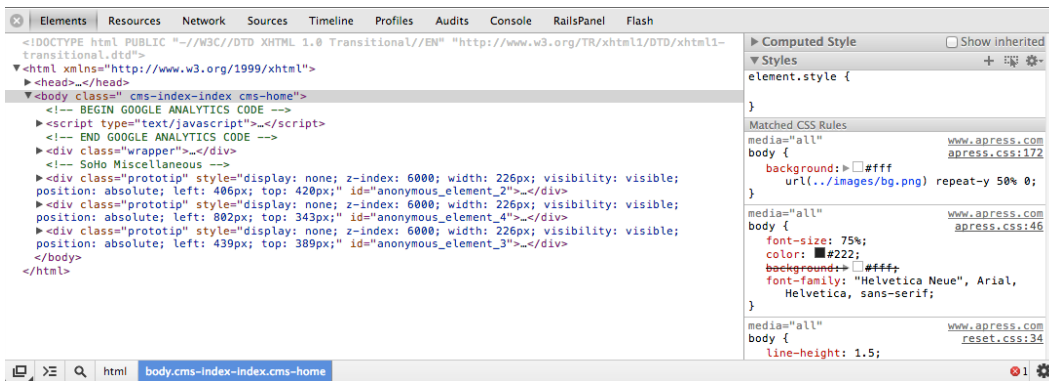 Elements Resources Network Sources Timeline Profiles Audits Console RailsPanel Flash
<!DOCTYPE html PUBLIC "-//W3C//DTD XHTML 1.0 Transitional//EN" "http://www.w3.org/TR/xhtml1/DTD/xhtml1-
transitional.dtd">
▼<html xmlns="http://www.w3.org/1999/xhtml">
▶<head>…</head>
▼<body class=" cms-index-index cms-home">
<!-- BEGIN GOOGLE ANALYTICS CODE -->
▶<script type="text/javascript">…</script>
<!-- END GOOGLE ANALYTICS CODE -->
▶<div class="wrapper">…</div>
<!-- SoHo Miscellaneous -->
▶<div class="prototip" style="display: none; z-index: 6000; width: 226px; visibility: visible;
position: absolute; left: 406px; top: 420px;" id="anonymous_element_2">…</div>
▶<div class="prototip" style="display: none; z-index: 6000; width: 226px; visibility: visible;
position: absolute; left: 802px; top: 343px;" id="anonymous_element_4">…</div>
▶<div class="prototip" style="display: none; z-index: 6000; width: 226px; visibility: visible;
position: absolute; left: 439px; top: 389px;" id="anonymous_element_3">…</div>
</body>
</html>
▶ Computed Style Show inherited
▼ Styles
element.style {
}
Matched CSS Rules
media="all" www.apress.com
body { apress.css:172
background:▶ #fff
url(../images/bg.png) repeat-y 50% 0;
}
media="all" www.apress.com
body { apress.css:46
font-size: 75%;
color: #222;
background:▶ #fff;
font-family: "Helvetica Neue", Arial,
Helvetica, sans-serif;
}
media="all" www.apress.com
body { reset.css:34
line-height: 1.5;
html body.cms-index-index.cms-home 1